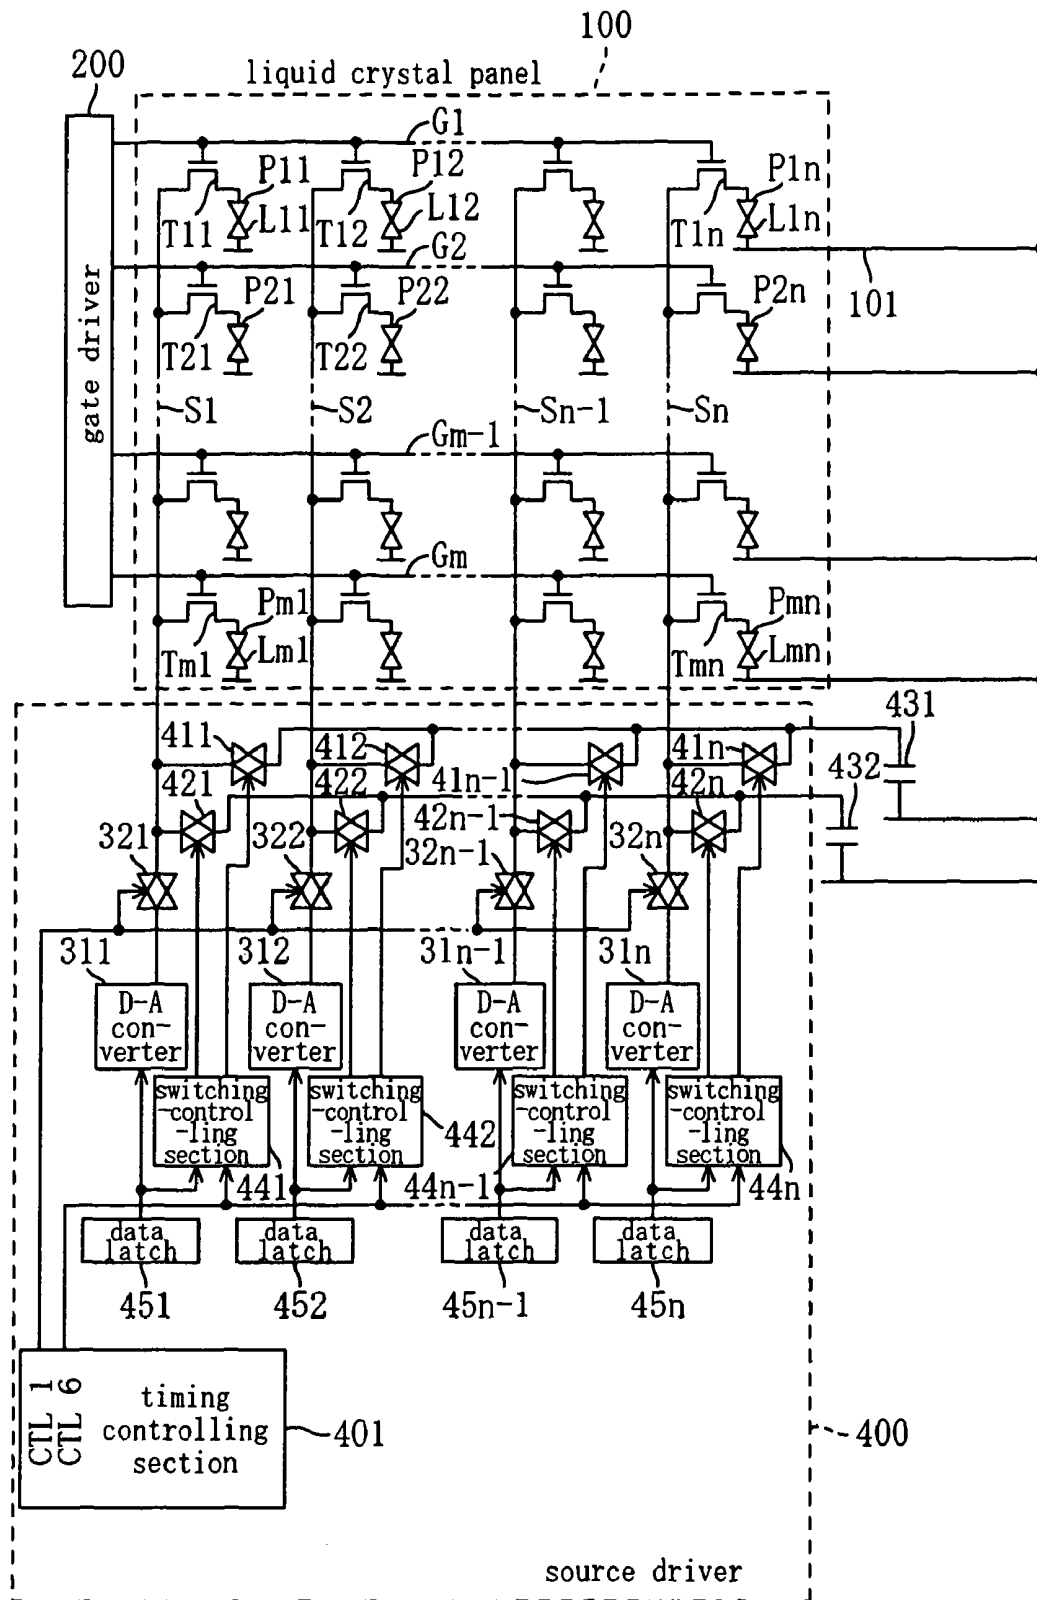 100
200
liquid crystal panel
G1
P11 P12 P1n
L11 L12 L1n
T11 T12 T1n
G2
101
P21 P22 P2n
T21 T22
gate driver
S1 S2 Sn-1 Sn
Gm-1
Gm
Pm1 Pmn
Lm1 Lmn
Tm1 Tmn
431
411 412 41n-1 41n
432
421 422 42n-1 42n
321 322 32n-1 32n
311 312 31n-1 31n
D-A D-A D-A D-A
con- con- con- con-
verter verter verter verter
switching switching switching switching
-control -control -control -control
-ling -ling -ling -ling
section section section section
442
441 44n-1 44n
data data data data
latch latch latch latch
451 452 45n-1 45n
CTL 1
CTL 6
timing
controlling
section
401
400
source driver